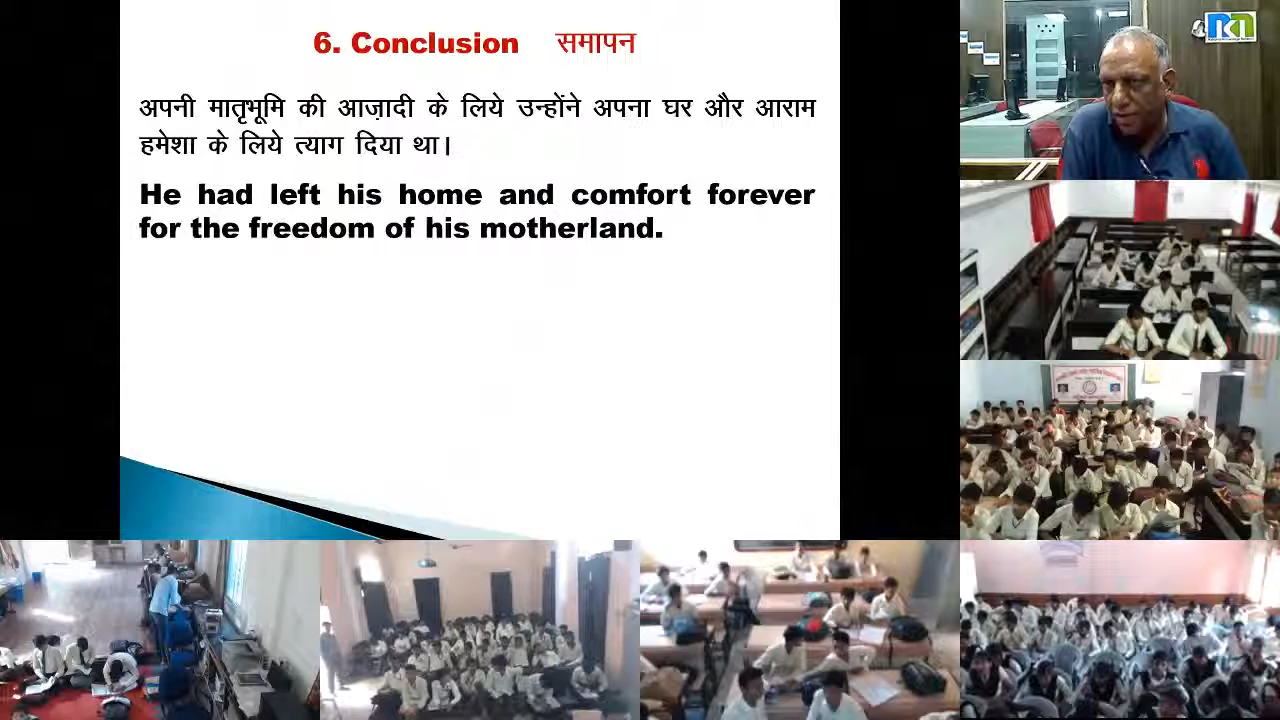 6. Conclusion समापन
अपनी मातृभूमि की आज़ादी के लिये उन्होंने अपना घर और आराम
हमेशा के लिये त्याग दिया था।
He had left his home and comfort forever
for the freedom of his motherland.